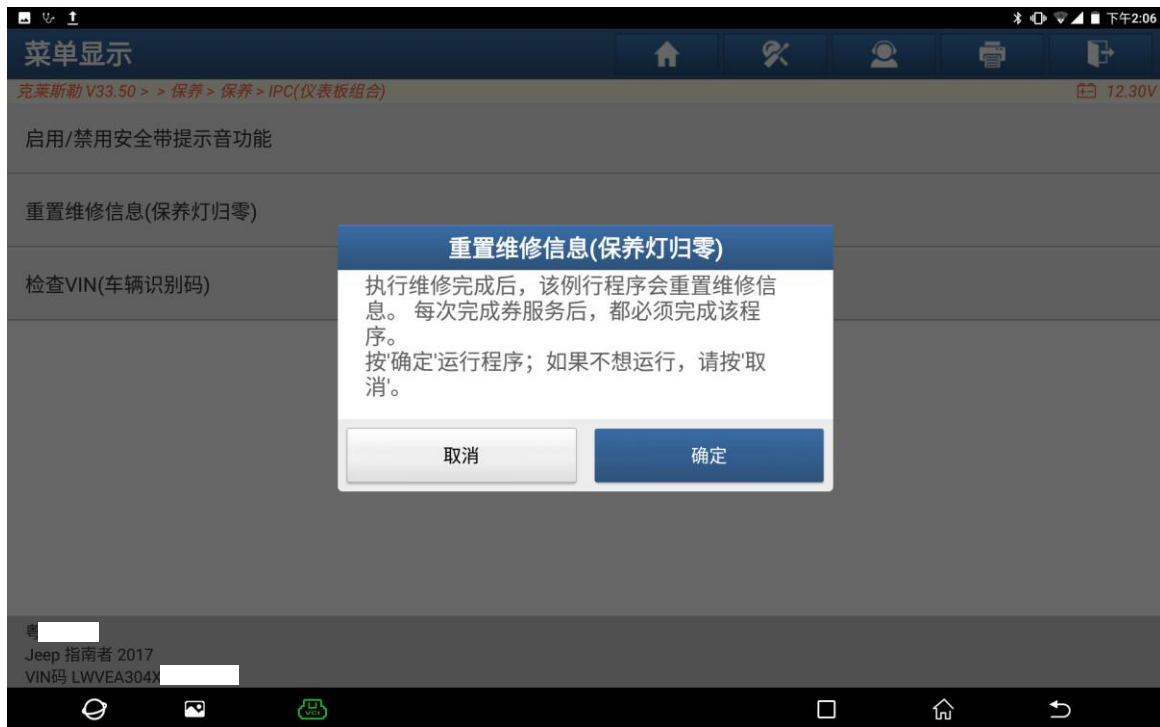 下午2:06
菜单显示
克莱斯勒 V33.50 > > 保养 > 保养 > IPC(仪表板组合)
12.30V
启用/禁用安全带提示音功能
重置维修信息(保养灯归零)
检查VIN(车辆识别码)
重置维修信息(保养灯归零)
执行维修完成后，该例行程序会重置维修信
息。 每次完成券服务后，都必须完成该程
序。
按'确定'运行程序；如果不想运行，请按'取
消'。
取消
确定
粤
Jeep 指南者 2017
VIN码 LWVEA304X
VCI